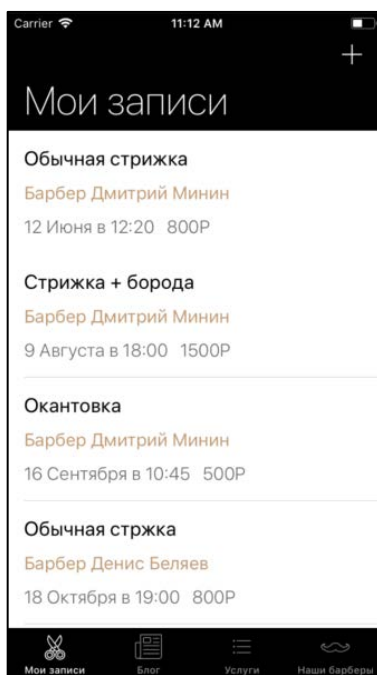 Carrier 11:12 AM
+
Мои записи
Обычная стрижка
Барбер Дмитрий Минин
12 Июня в 12:20 800Р
Стрижка + борода
Барбер Дмитрий Минин
9 Августа в 18:00 1500Р
Окантовка
Барбер Дмитрий Минин
16 Сентября в 10:45 500Р
Обычная стржка
Барбер Денис Беляев
18 Октября в 19:00 800Р
Мои записи Блог Услуги Наши барберы